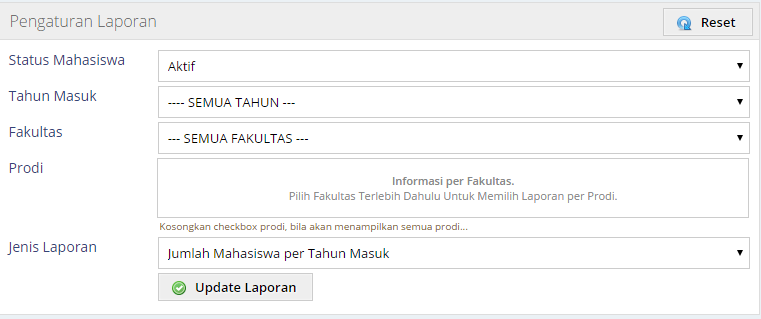 Pengaturan Laporan
Reset
Status Mahasiswa
Aktif
Tahun Masuk
---- SEMUA TAHUN ---
Fakultas
--- SEMUA FAKULTAS ---
Prodi
Informasi per Fakultas.
Pilih Fakultas Terlebih Dahulu Untuk Memilih Laporan per Prodi.
Kosongkan checkbox prodi, bila akan menampilkan semua prodi...
Jenis Laporan
Jumlah Mahasiswa per Tahun Masuk
Update Laporan